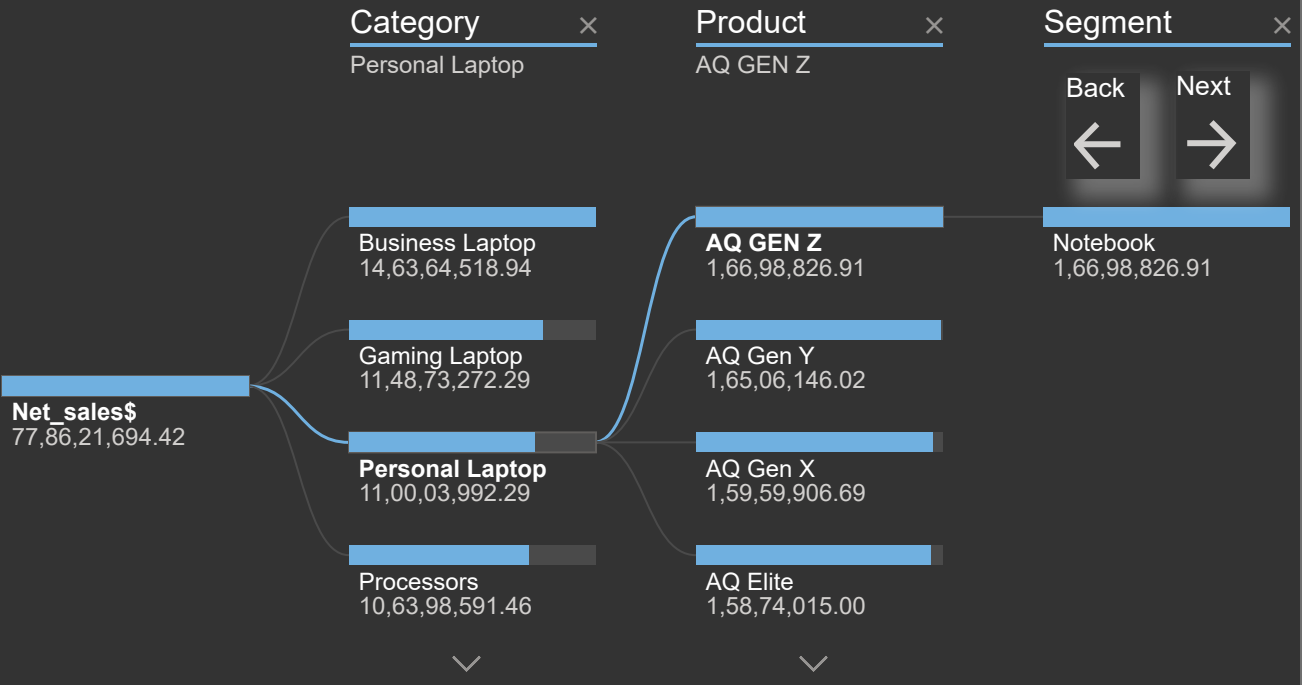 Category
Personal Laptop
Product
AQ GEN Z
Segment
Back
Next
Net_sales$
77,86,21,694.42
Business Laptop
14,63,64,518.94
Gaming Laptop
11,48,73,272.29
Personal Laptop
11,00,03,992.29
Processors
10,63,98,591.46
AQ GEN Z
1,66,98,826.91
AQ Gen Y
1,65,06,146.02
AQ Gen X
1,59,59,906.69
AQ Elite
1,58,74,015.00
Notebook
1,66,98,826.91